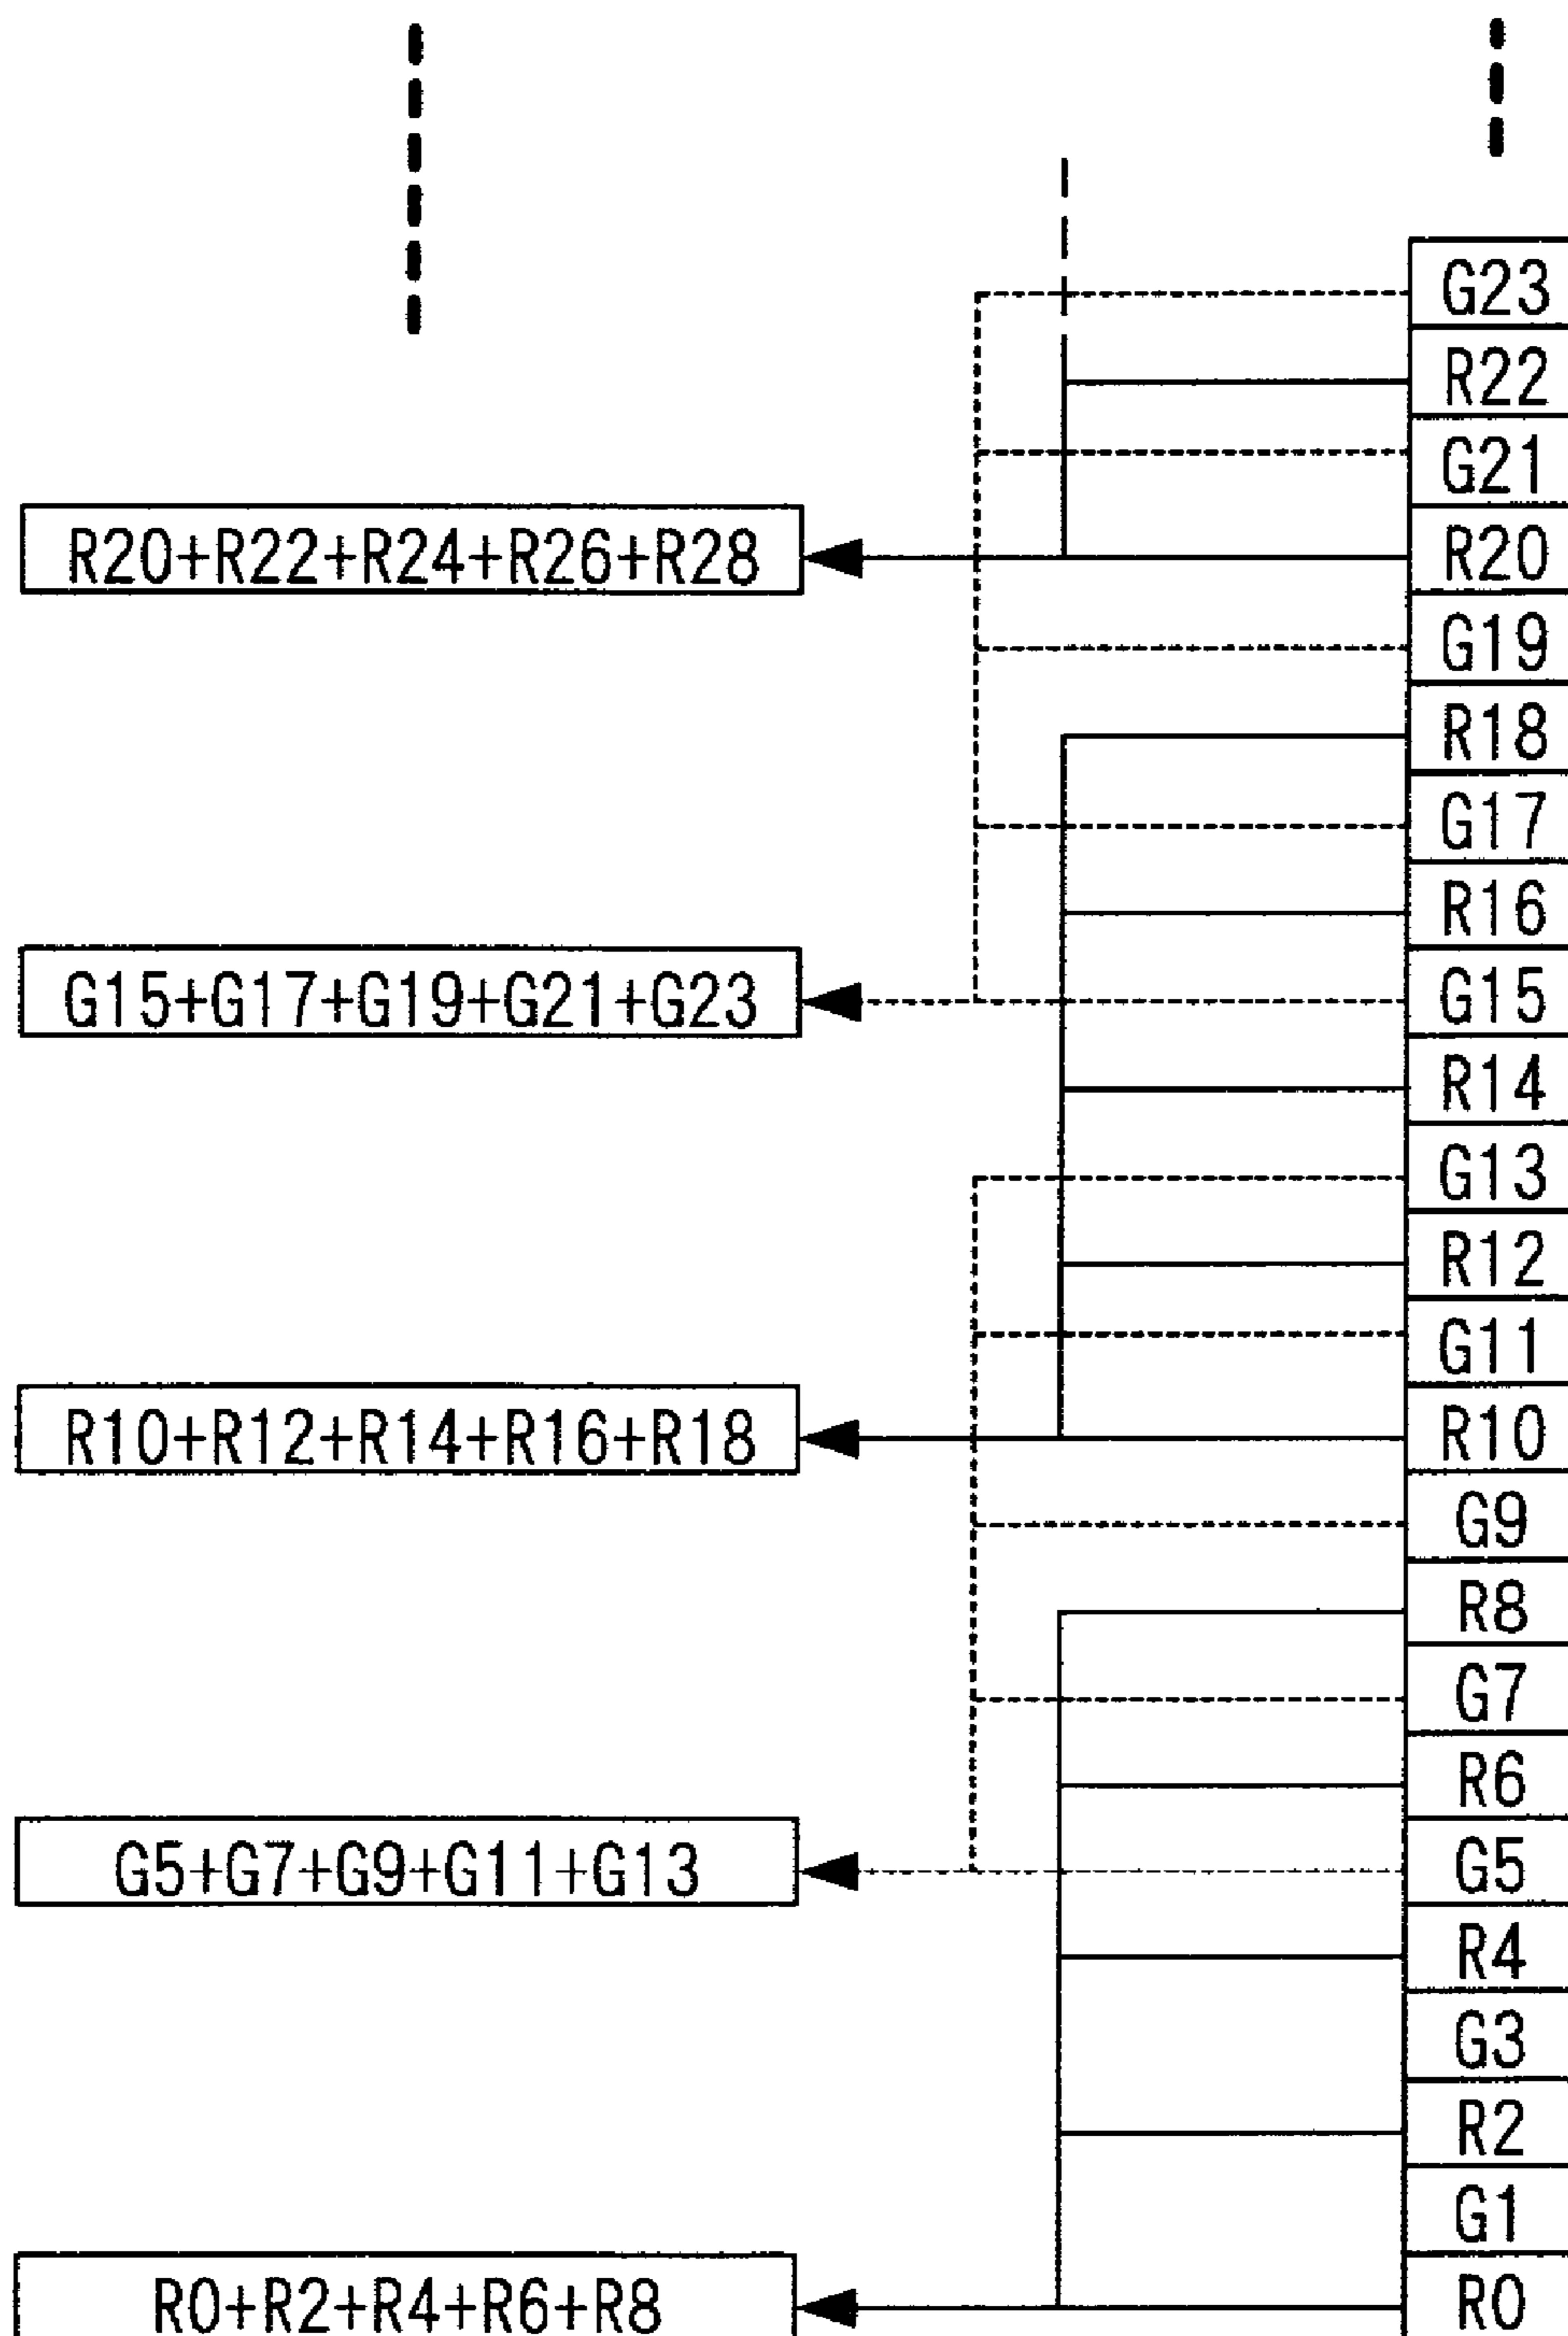 G23
R22
G21
R20+R22+R24+R26+R28
R20
G19
R18
G17
R16
G15+G17+G19+G21+G23
G15
R14
G13
R12
G11
R10+R12+R14+R16+R18
R10
G9
R8
G7
R6
G5+G7+G9+G11+G13
G5
R4
G3
R2
G1
R0+R2+R4+R6+R8
R0